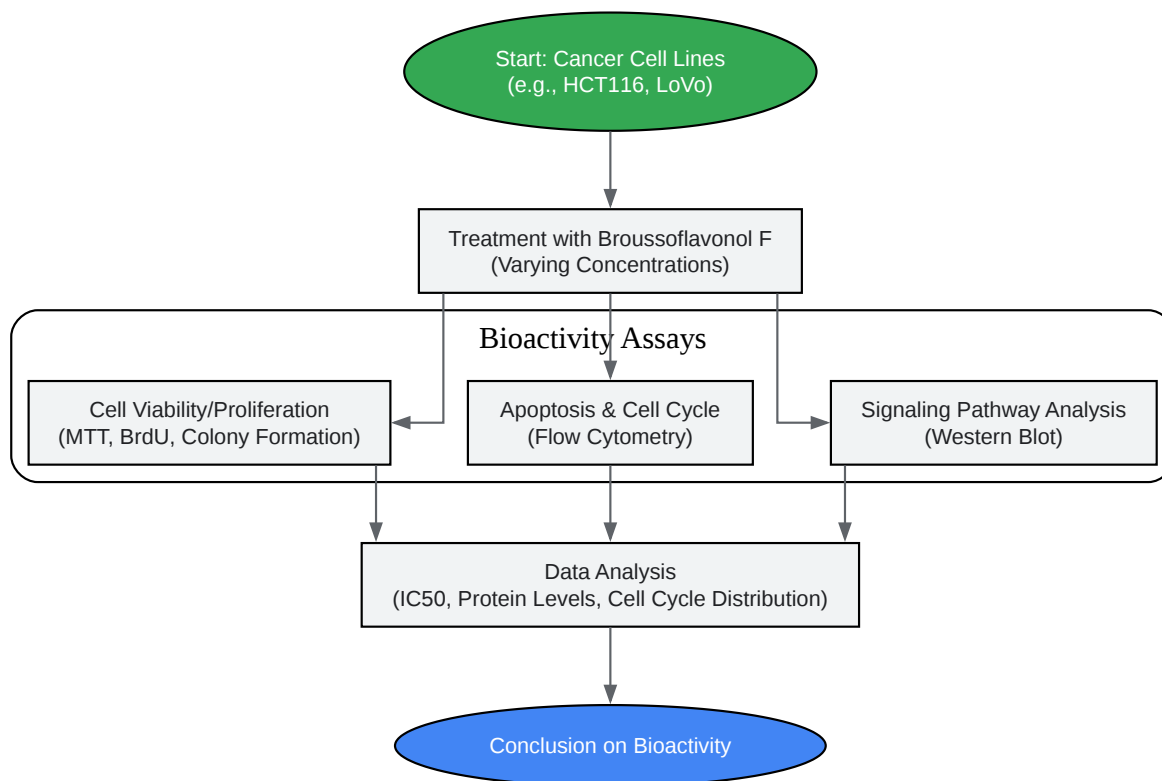 Start: Cancer Cell Lines
(e.g., HCT116, LoVo)
Treatment with Broussoflavonol F
(Varying Concentrations)
Bioactivity Assays
Cell Viability/Proliferation
(MTT, BrdU, Colony Formation)
Apoptosis & Cell Cycle
(Flow Cytometry)
Signaling Pathway Analysis
(Western Blot)
Data Analysis
(IC50, Protein Levels, Cell Cycle Distribution)
Conclusion on Bioactivity